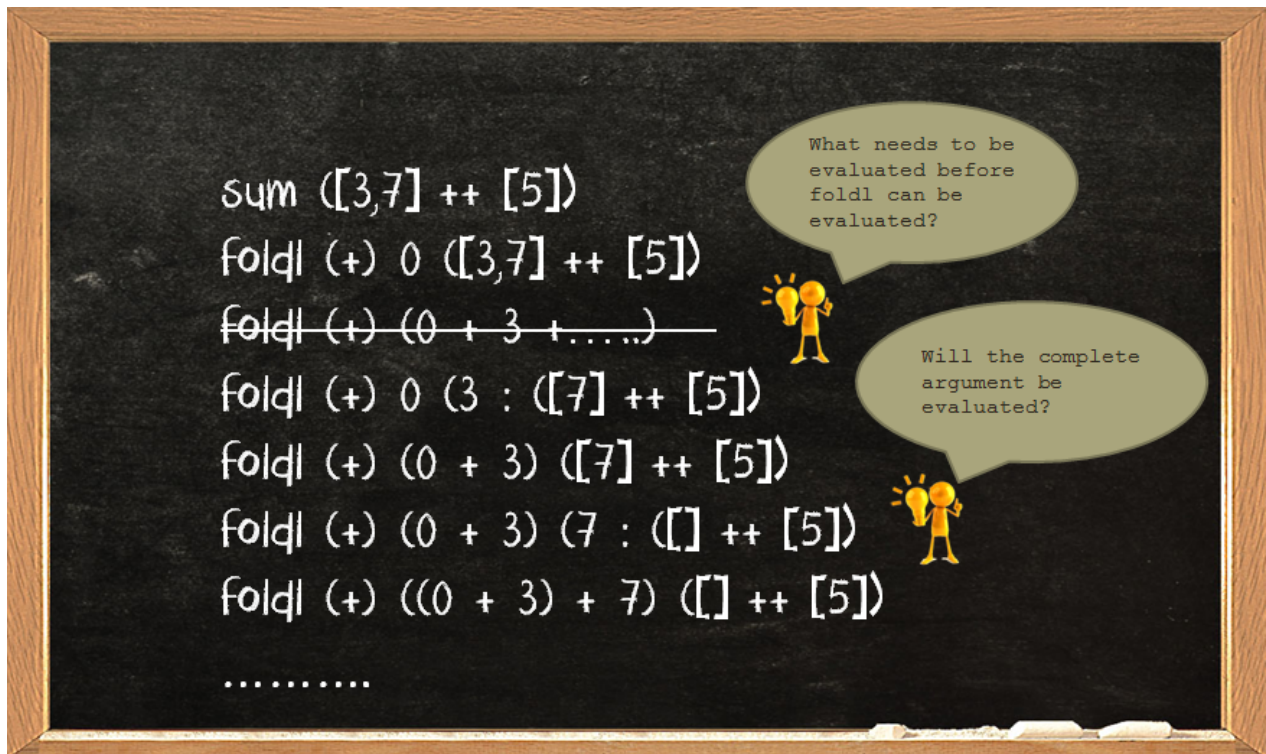 sum ([3,7] ++ [5])
foldl (+) 0 ([3,7] ++ [5])
foldl (+) (0 + 3 +.....)
foldl (+) 0 (3 : ([7] ++ [5])
foldl (+) (0 + 3) ([7] ++ [5])
foldl (+) (0 + 3) (7 : ([] ++ [5])
foldl (+) ((0 + 3) + 7) ([] ++ [5])
..........
What needs to be
evaluated before
foldl can be
evaluated?
Will the complete
argument be
evaluated?